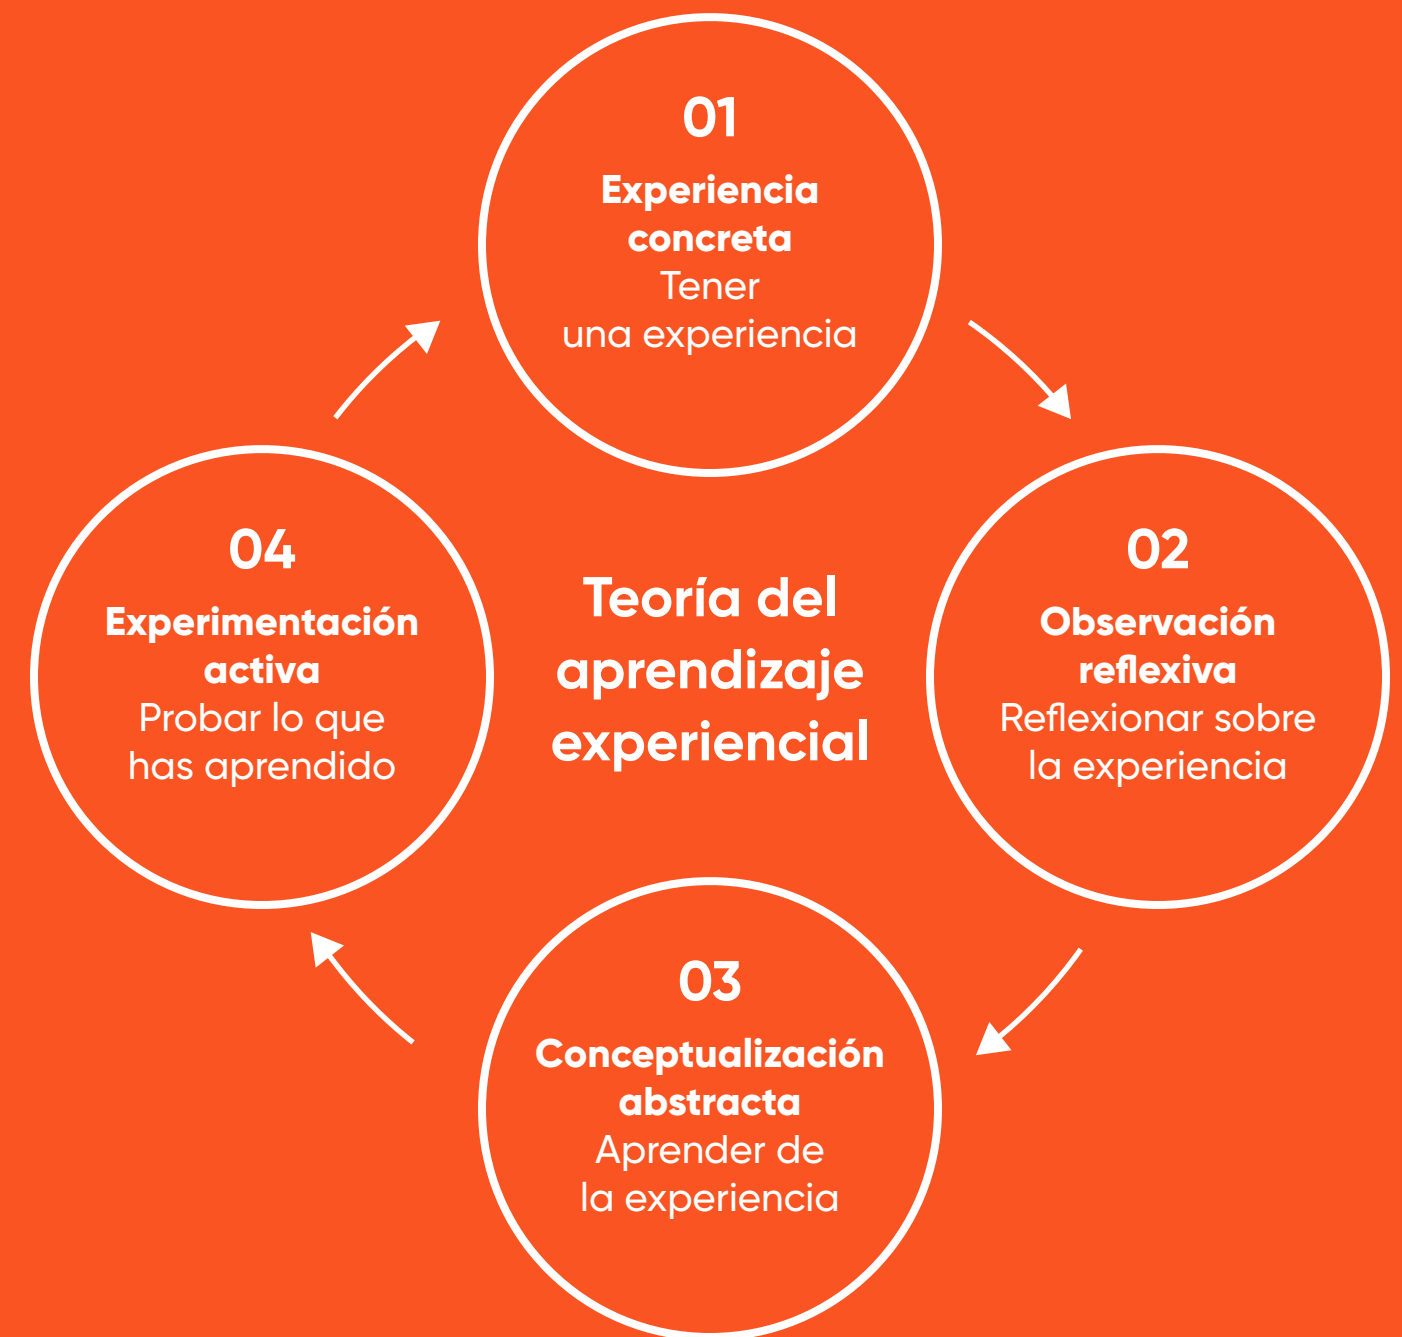 01
Experiencia
concreta
Tener
una experiencia
02
Observación
reflexiva
Reflexionar sobre
la experiencia
03
Conceptualización
abstracta
Aprender de
la experiencia
04
Experimentación
activa
Probar lo que
has aprendido
Teoría del
aprendizaje
experiencial